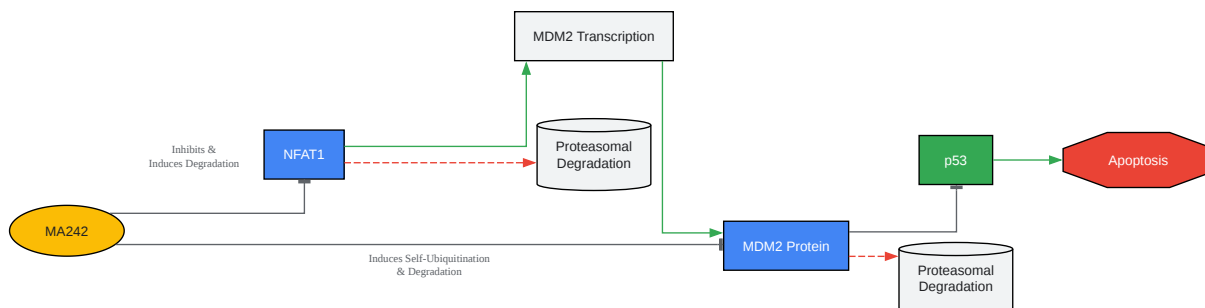 MDM2 Transcription
Inhibits &
Induces Degradation
NFAT1
Proteasomal
Degradation
p53
Apoptosis
MA242
MDM2 Protein
Induces Self-Ubiquitination
& Degradation
Proteasomal
Degradation